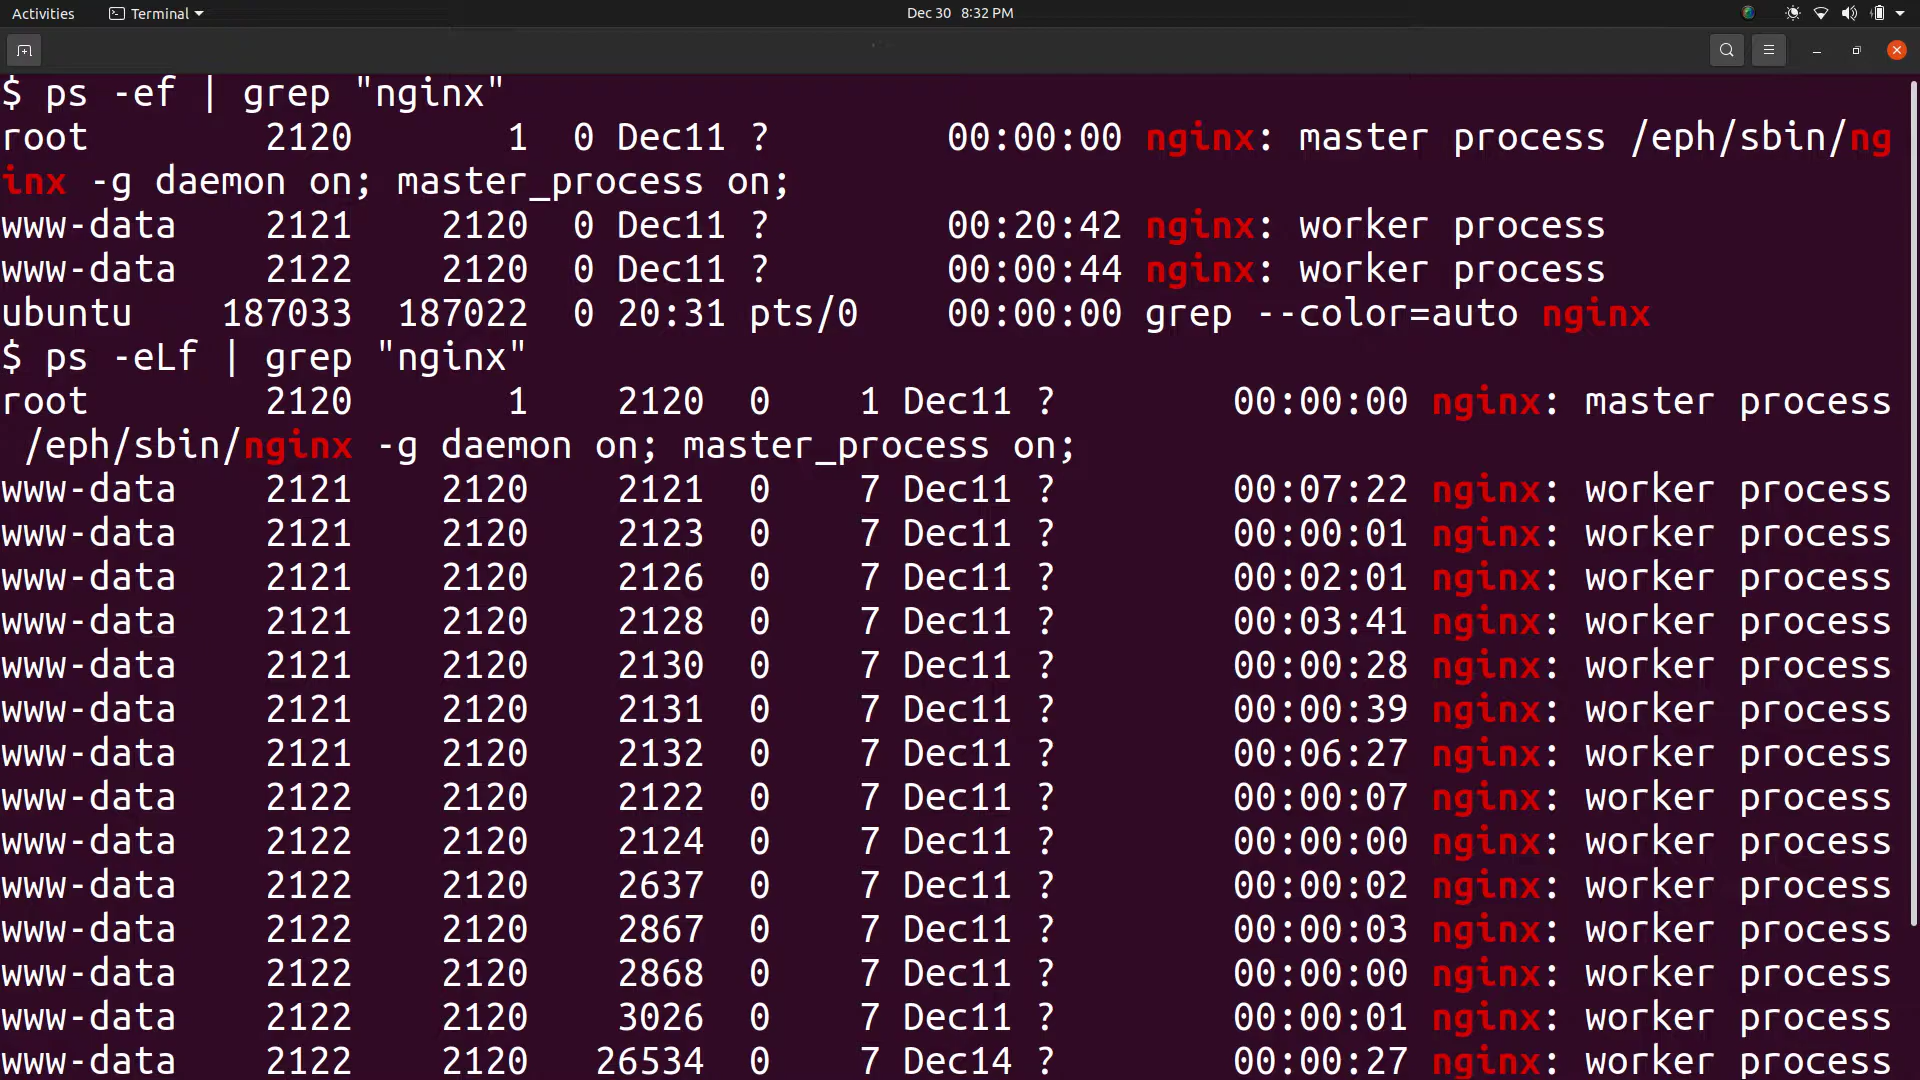 Activities Terminal Dec 30 8:32 PM
$ ps -ef | grep "nginx"
root 2120 1 0 Dec11 ? 00:00:00 nginx: master process /eph/sbin/ng
inx -g daemon on; master_process on;
www-data 2121 2120 0 Dec11 ? 00:20:42 nginx: worker process
www-data 2122 2120 0 Dec11 ? 00:00:44 nginx: worker process
ubuntu 187033 187022 0 20:31 pts/0 00:00:00 grep --color=auto nginx
$ ps -eLf | grep "nginx"
root 2120 1 2120 0 1 Dec11 ? 00:00:00 nginx: master process
/eph/sbin/nginx -g daemon on; master_process on;
www-data 2121 2120 2121 0 7 Dec11 ? 00:07:22 nginx: worker process
www-data 2121 2120 2123 0 7 Dec11 ? 00:00:01 nginx: worker process
www-data 2121 2120 2126 0 7 Dec11 ? 00:02:01 nginx: worker process
www-data 2121 2120 2128 0 7 Dec11 ? 00:03:41 nginx: worker process
www-data 2121 2120 2130 0 7 Dec11 ? 00:00:28 nginx: worker process
www-data 2121 2120 2131 0 7 Dec11 ? 00:00:39 nginx: worker process
www-data 2121 2120 2132 0 7 Dec11 ? 00:06:27 nginx: worker process
www-data 2122 2120 2122 0 7 Dec11 ? 00:00:07 nginx: worker process
www-data 2122 2120 2124 0 7 Dec11 ? 00:00:00 nginx: worker process
www-data 2122 2120 2637 0 7 Dec11 ? 00:00:02 nginx: worker process
www-data 2122 2120 2867 0 7 Dec11 ? 00:00:03 nginx: worker process
www-data 2122 2120 2868 0 7 Dec11 ? 00:00:00 nginx: worker process
www-data 2122 2120 3026 0 7 Dec11 ? 00:00:01 nginx: worker process
www-data 2122 2120 26534 0 7 Dec14 ? 00:00:27 nginx: worker process